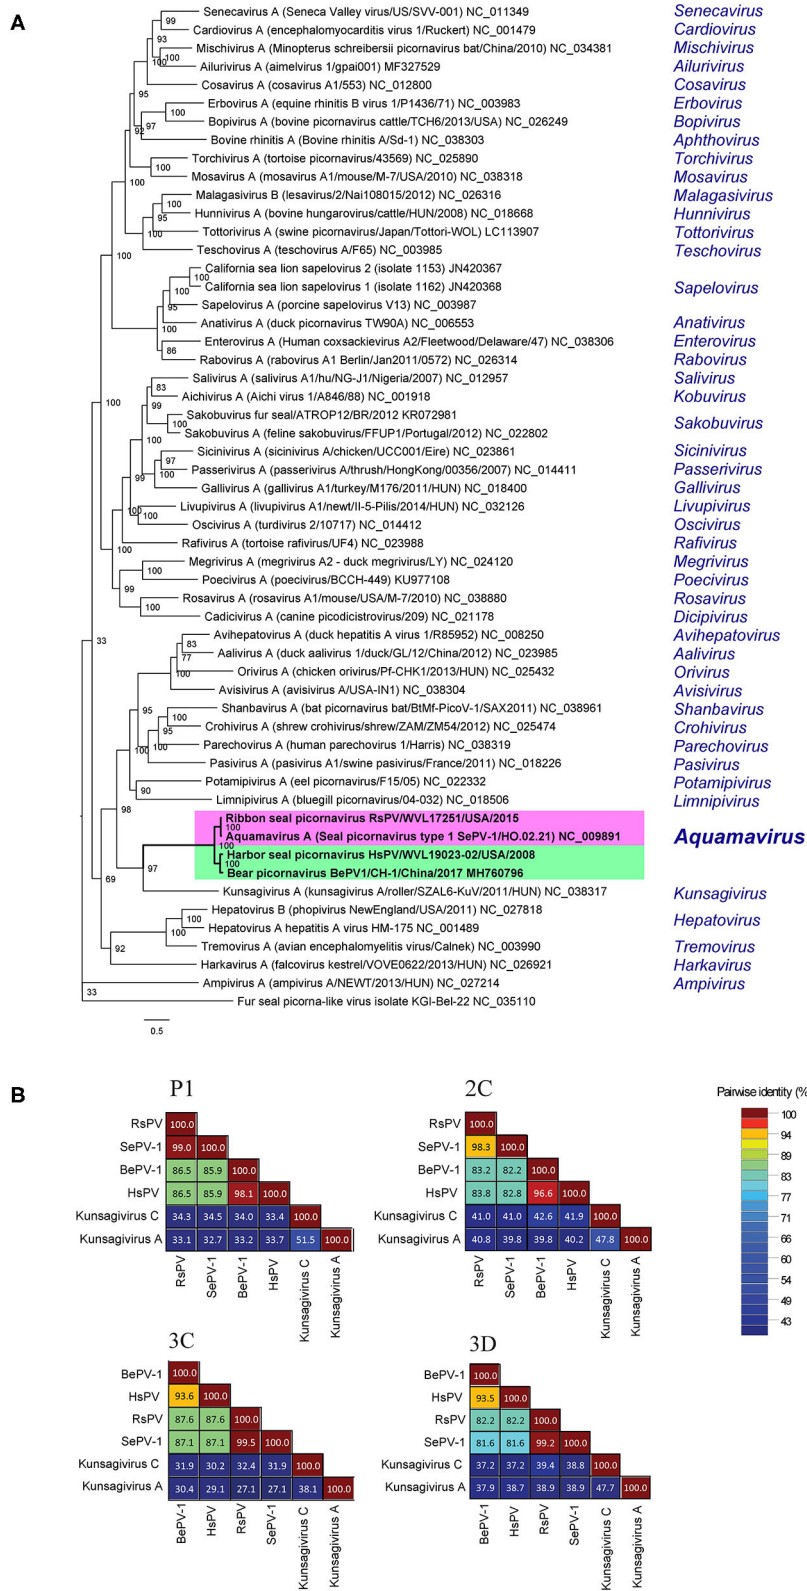 A
Senecavirus A (Seneca Valley virus/US/SVV-001) NC_011349 Senecavirus
99
Cardiovirus A (encephalomyocarditis virus 1/Ruckert) NC_001479 Cardiovirus
93
Mischivirus A (Minopterus schreibersii picornavirus bat/China/2010) NC_034381 Mischivirus
100 100
Ailurivirus A (aimelvirus 1/gpai001) MF327529 Ailurivirus
Cosavirus A (cosavirus A1/553) NC_012800 Cosavirus
95
Erbovirus A (equine rhinitis B virus 1/P1436/71) NC_003983 Erbovirus
100
Bopivirus A (bovine picornavirus cattle/TCH6/2013/USA) NC_026249 Bopivirus
92 97
Bovine rhinitis A (Bovine rhinitis A/Sd-1) NC_038303 Aphthovirus
Torchivirus A (tortoise picornavirus/43569) NC_025890 Torchivirus
100
Mosavirus A (mosavirus A1/mouse/M-7/USA/2010) NC_038318 Mosavirus
100
Malagasivirus B (lesavirus/2/Nai108015/2012) NC_026316 Malagasivirus
100
Hunnivirus A (bovine hungarovirus/cattle/HUN/2008) NC_018668 Hunnivirus
95
Tottorivirus A (swine picornavirus/Japan/Tottori-WOL) LC113907 Tottorivirus
100
Teschovirus A (teschovirus A/F65) NC_003985 Teschovirus
100
California sea lion sapelovirus 2 (isolate 1153) JN420367
100
California sea lion sapelovirus 1 (isolate 1162) JN420368 Sapelovirus
100
Sapelovirus A (porcine sapelovirus V13) NC_003987
95
Anativirus A (duck picornavirus TW90A) NC_006553 Anativirus
100
Enterovirus A (Human coxsackievirus A2/Fleetwood/Delaware/47) NC_038306 Enterovirus
86
Rabovirus A (rabovirus A1 Berlin/Jan2011/0572) NC_026314 Rabovirus
Salivirus A (salivirus A1/hu/NG-J1/Nigeria/2007) NC_012957 Salivirus
83
Aichivirus A (Aichi virus 1/A846/88) NC_001918 Kobuvirus
100 99
Sakobuvirus fur seal/ATROP12/BR/2012 KR072981
100 Sakobuvirus
Sakobuvirus A (feline sakobuvirus/FFUP1/Portugal/2012) NC_022802
100
Sicinivirus A (sicinivirus A/chicken/UCC001/Eire) NC_023861 Sicinivirus
97
Passerivirus A (passerivirus A/thrush/HongKong/00356/2007) NC_014411 Passerivirus
99 100
Gallivirus A (gallivirus A1/turkey/M176/2011/HUN) NC_018400 Gallivirus
Livupivirus A (livupivirus A1/newt/II-5-Pilis/2014/HUN) NC_032126 Livupivirus
100 100
Oscivirus A (turdivirus 2/10717) NC_014412 Oscivirus
Rafivirus A (tortoise rafivirus/UF4) NC_023988 Rafivirus
100
Megrivirus A (megrivirus A2 - duck megrivirus/LY) NC_024120 Megrivirus
100
Poecivirus A (poecivirus/BCCH-449) KU977108 Poecivirus
99
Rosavirus A (rosavirus A1/mouse/USA/M-7/2010) NC_038880 Rosavirus
100
Cadicivirus A (canine picodicistrovirus/209) NC_021178 Dicipivirus
Avihepatovirus A (duck hepatitis A virus 1/R85952) NC_008250 Avihepatovirus
33 83
Aalivirus A (duck aalivirus 1/duck/GL/12/China/2012) NC_023985 Aalivirus
77
Orivirus A (chicken orivirus/Pf-CHK1/2013/HUN) NC_025432 Orivirus
100
Avisivirus A (avisivirus A/USA-IN1) NC_038304 Avisivirus
95
Shanbavirus A (bat picornavirus bat/BtMf-PicoV-1/SAX2011) NC_038961 Shanbavirus
100
Crohivirus A (shrew crohivirus/shrew/ZAM/ZM54/2012) NC_025474 Crohivirus
95
Parechovirus A (human parechovirus 1/Harris) NC_038319 Parechovirus
100 100
Pasivirus A (pasivirus A1/swine pasivirus/France/2011) NC_018226 Pasivirus
Potamipivirus A (eel picornavirus/F15/05) NC_022332 Potamipivirus
90
Limnipivirus A (bluegill picornavirus/04-032) NC_018506 Limnipivirus
98
Ribbon seal picornavirus RsPV/WVL17251/USA/2015
100
Aquamavirus A (Seal picornavirus type 1 SePV-1/HO.02.21) NC_009891 Aquamavirus
100
Harbor seal picornavirus HsPV/WVL19023-02/USA/2008
100
Bear picornavirus BePV1/CH-1/China/2017 MH760796
97
69
Kunsagivirus A (kunsagivirus A/roller/SZAL6-KuV/2011/HUN) NC_038317 Kunsagivirus
Hepatovirus B (phopivirus NewEngland/USA/2011) NC_027818
100 Hepatovirus
Hepatovirus A hepatitis A virus HM-175 NC_001489
100
Tremovirus A (avian encephalomyelitis virus/Calnek) NC_003990 Tremovirus
92
Harkavirus A (falcovirus kestrel/VOVE0622/2013/HUN) NC_026921 Harkavirus
Ampivirus A (ampivirus A/NEWT/2013/HUN) NC_027214 Ampivirus
33
Fur seal picorna-like virus isolate KGI-Bel-22 NC_035110
0.5
B
P1
RsPV 100.0
SePV-1 99.0 100.0
BePV-1 86.5 85.9 100.0
HsPV 86.5 85.9 98.1 100.0
Kunsagivirus C 34.3 34.5 34.0 33.4 100.0
Kunsagivirus A 33.1 32.7 33.2 33.7 51.5 100.0
RsPV SePV-1 BePV-1 HsPV Kunsagivirus C Kunsagivirus A
2C
RsPV 100.0
SePV-1 98.3 100.0
BePV-1 83.2 82.2 100.0
HsPV 83.8 82.8 96.6 100.0
Kunsagivirus C 41.0 41.0 42.6 41.9 100.0
Kunsagivirus A 40.8 39.8 39.8 40.2 47.8 100.0
RsPV SePV-1 BePV-1 HsPV Kunsagivirus C Kunsagivirus A
Pairwise identity (%
100
94
89
83
77
71
66
60
54
49
43
3C
BePV-1 100.0
HsPV 93.6 100.0
RsPV 87.6 87.6 100.0
SePV-1 87.1 87.1 99.5 100.0
Kunsagivirus C 31.9 30.2 32.4 31.9 100.0
Kunsagivirus A 30.4 29.1 27.1 27.1 38.1 100.0
BePV-1 HsPV RsPV SePV-1 Kunsagivirus C Kunsagivirus A
3D
BePV-1 100.0
HsPV 93.5 100.0
RsPV 82.2 82.2 100.0
SePV-1 81.6 81.6 99.2 100.0
Kunsagivirus C 37.2 37.2 39.4 38.8 100.0
Kunsagivirus A 37.9 38.7 38.9 38.9 47.7 100.0
BePV-1 HsPV RsPV SePV-1 Kunsagivirus C Kunsagivirus A